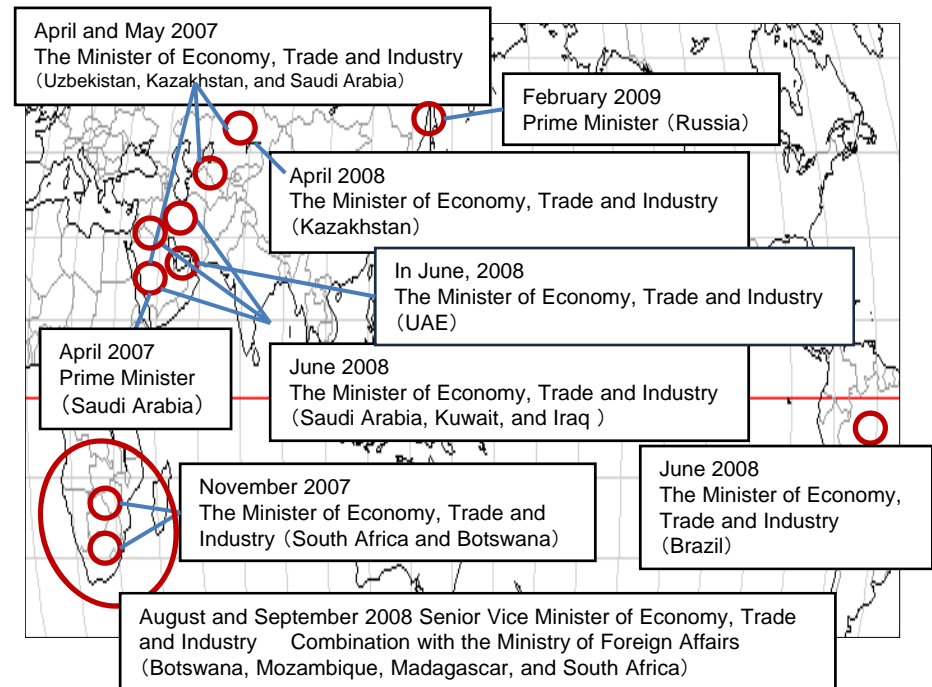 April and May 2007
The Minister of Economy, Trade and Industry
（Uzbekistan, Kazakhstan, and Saudi Arabia）
February 2009
Prime Minister（Russia）
April 2008
The Minister of Economy, Trade and Industry
（Kazakhstan）
In June, 2008
The Minister of Economy, Trade and Industry
（UAE）
April 2007
Prime Minister
（Saudi Arabia）
June 2008
The Minister of Economy, Trade and Industry
（Saudi Arabia, Kuwait, and Iraq ）
November 2007
The Minister of Economy, Trade and
Industry（South Africa and Botswana）
June 2008
The Minister of Economy,
Trade and Industry
（Brazil）
August and September 2008 Senior Vice Minister of Economy, Trade
and Industry　Combination with the Ministry of Foreign Affairs
（Botswana, Mozambique, Madagascar, and South Africa）